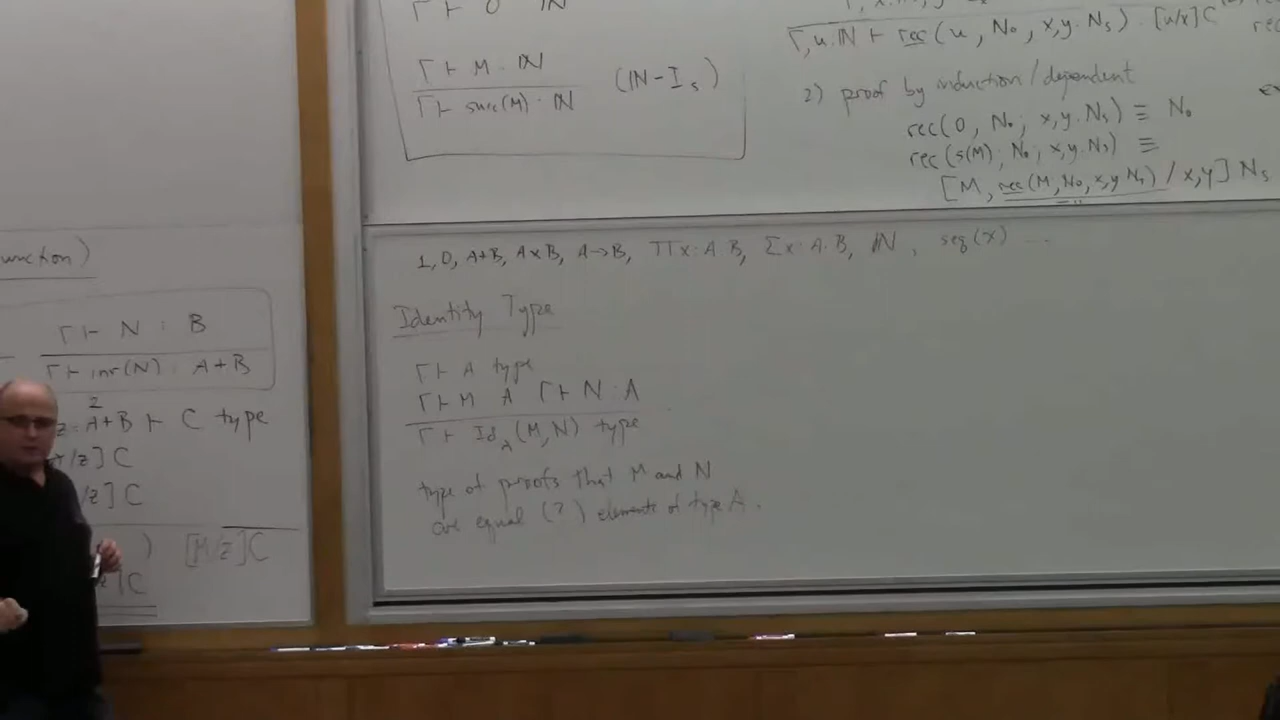 Γ ⊢ 0 : ℕ
Γ ⊢ M : ℕ
Γ ⊢ succ(M) : ℕ
(ℕ-I_s)
Γ, u:ℕ ⊢ rec(u, N₀, x,y.Nₛ) : [u/x]C
2) proof by induction/dependent
rec(0, N₀; x,y.Nₛ) ≡ N₀
rec(s(M); N₀; x,y.Nₛ) ≡
[M, rec(M,N₀,x,y.Nₛ) / x,y] Nₛ
unction)
Γ ⊢ N : B
Γ ⊢ inr(N) : A+B
z:A+B ⊢ C type
/z]C
/z]C
) [M/z]C
]C
1, 0, A+B, A×B, A→B, Πx:A.B, Σx:A.B, ℕ, seq(x) ...
Identity Type
Γ ⊢ A type
Γ ⊢ M : A Γ ⊢ N : A
Γ ⊢ Id_A(M,N) type
type of proofs that M and N
are equal (?) elements of type A.